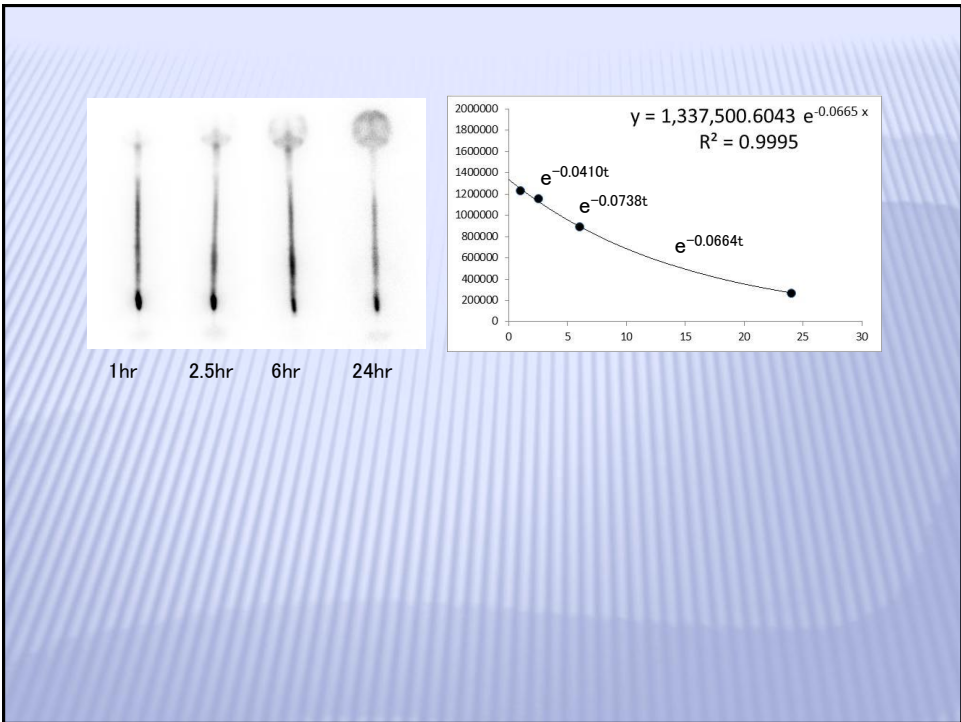 1hr 2.5hr 6hr 24hr
y = 1,337,500.6043 e-0.0665 x
R² = 0.9995
e−0.0410t
e−0.0738t
e−0.0664t
2000000
1800000
1600000
1400000
1200000
1000000
800000
600000
400000
200000
0
0 5 10 15 20 25 30